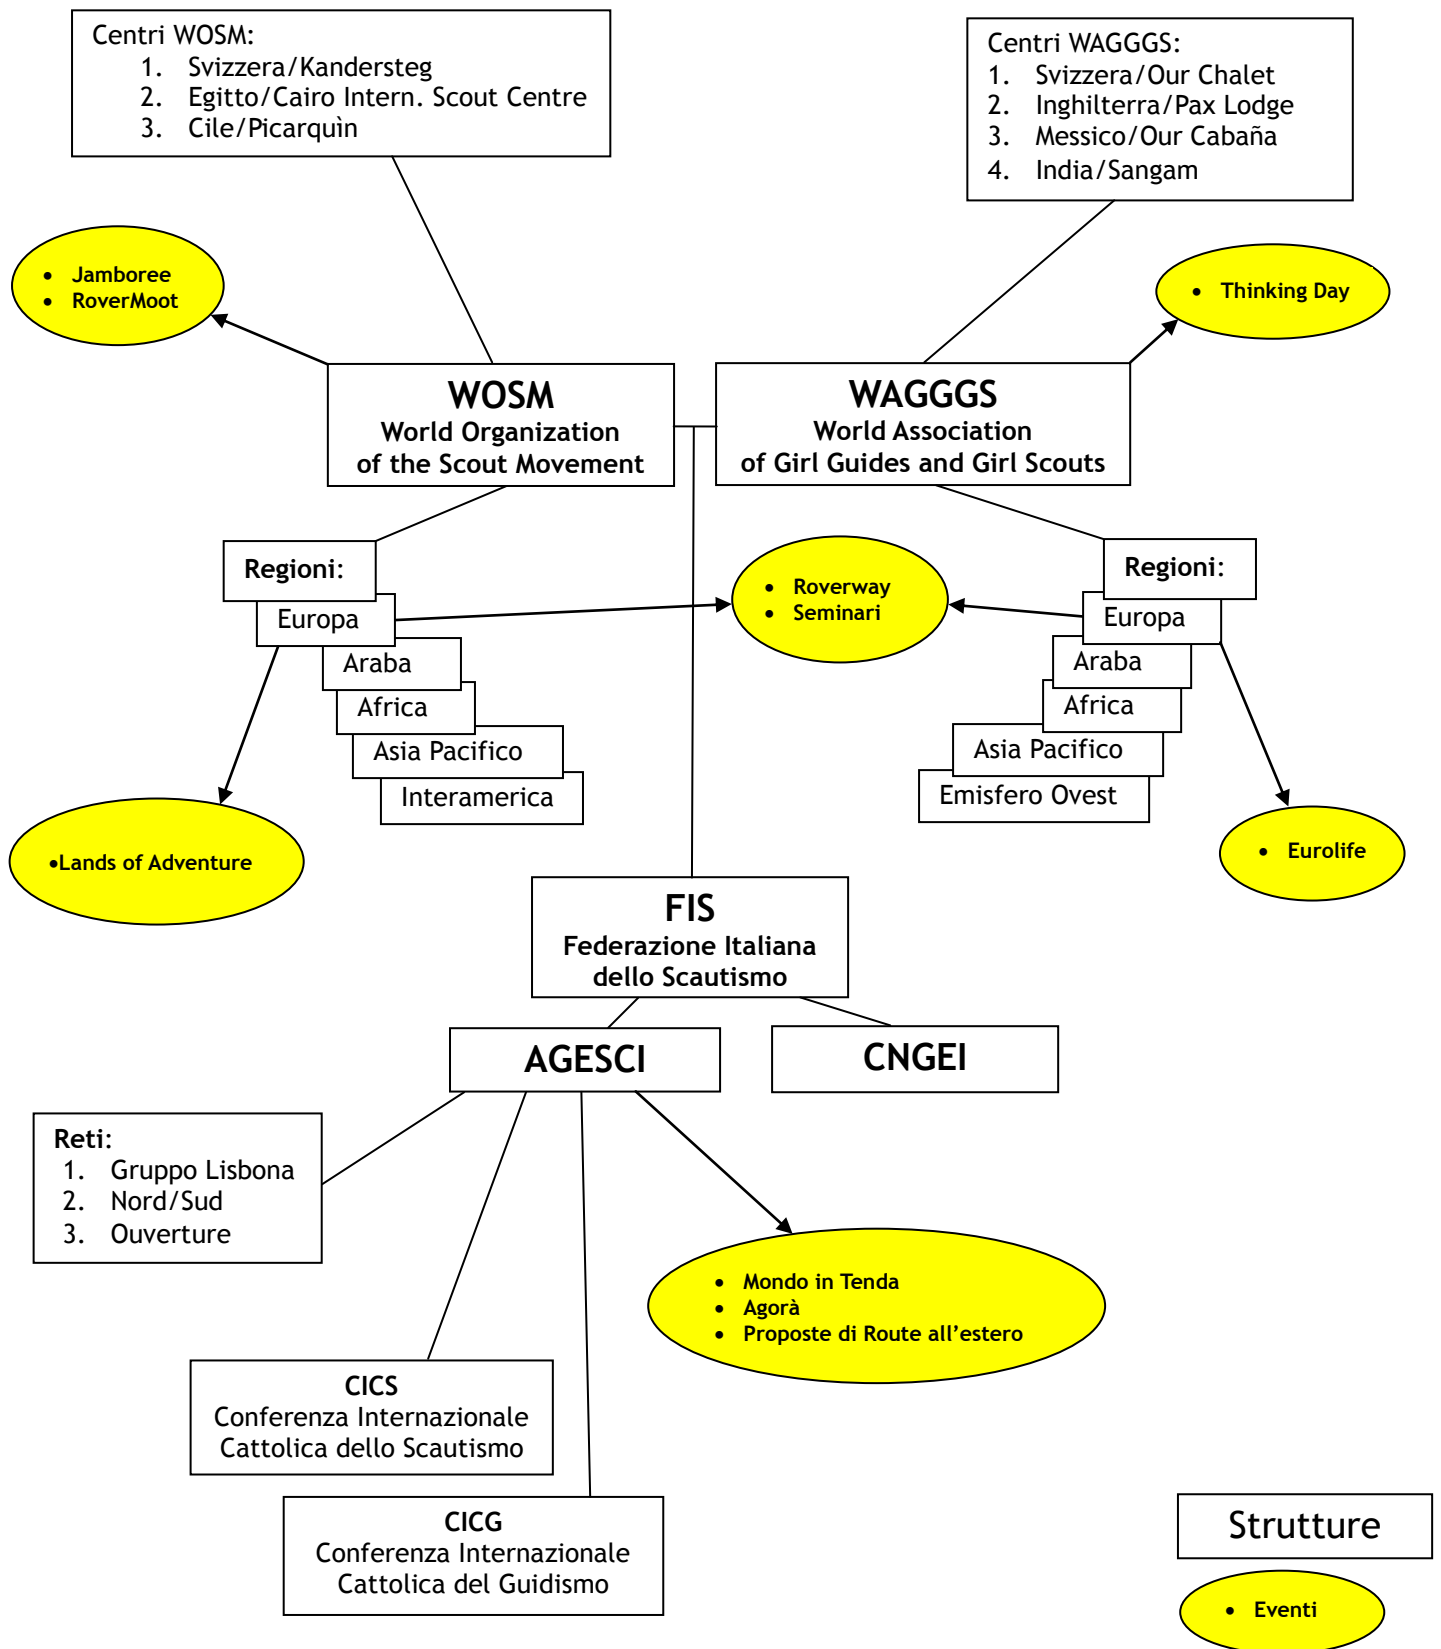 Centri WOSM:
1. Svizzera/Kandersteg
2. Egitto/Cairo Intern. Scout Centre
3. Cile/Picarquìn
Centri WAGGGS:
1. Svizzera/Our Chalet
2. Inghilterra/Pax Lodge
3. Messico/Our Cabaña
4. India/Sangam
• Jamboree
• RoverMoot
• Thinking Day
WOSM
World Organization
of the Scout Movement
WAGGGS
World Association
of Girl Guides and Girl Scouts
Regioni:
Europa
Araba
Africa
Asia Pacifico
Interamerica
• Roverway
• Seminari
Regioni:
Europa
Araba
Africa
Asia Pacifico
Emisfero Ovest
•Lands of Adventure
• Eurolife
FIS
Federazione Italiana
dello Scautismo
AGESCI
CNGEI
Reti:
1. Gruppo Lisbona
2. Nord/Sud
3. Ouverture
• Mondo in Tenda
• Agorà
• Proposte di Route all’estero
CICS
Conferenza Internazionale
Cattolica dello Scautismo
CICG
Conferenza Internazionale
Cattolica del Guidismo
Strutture
• Eventi